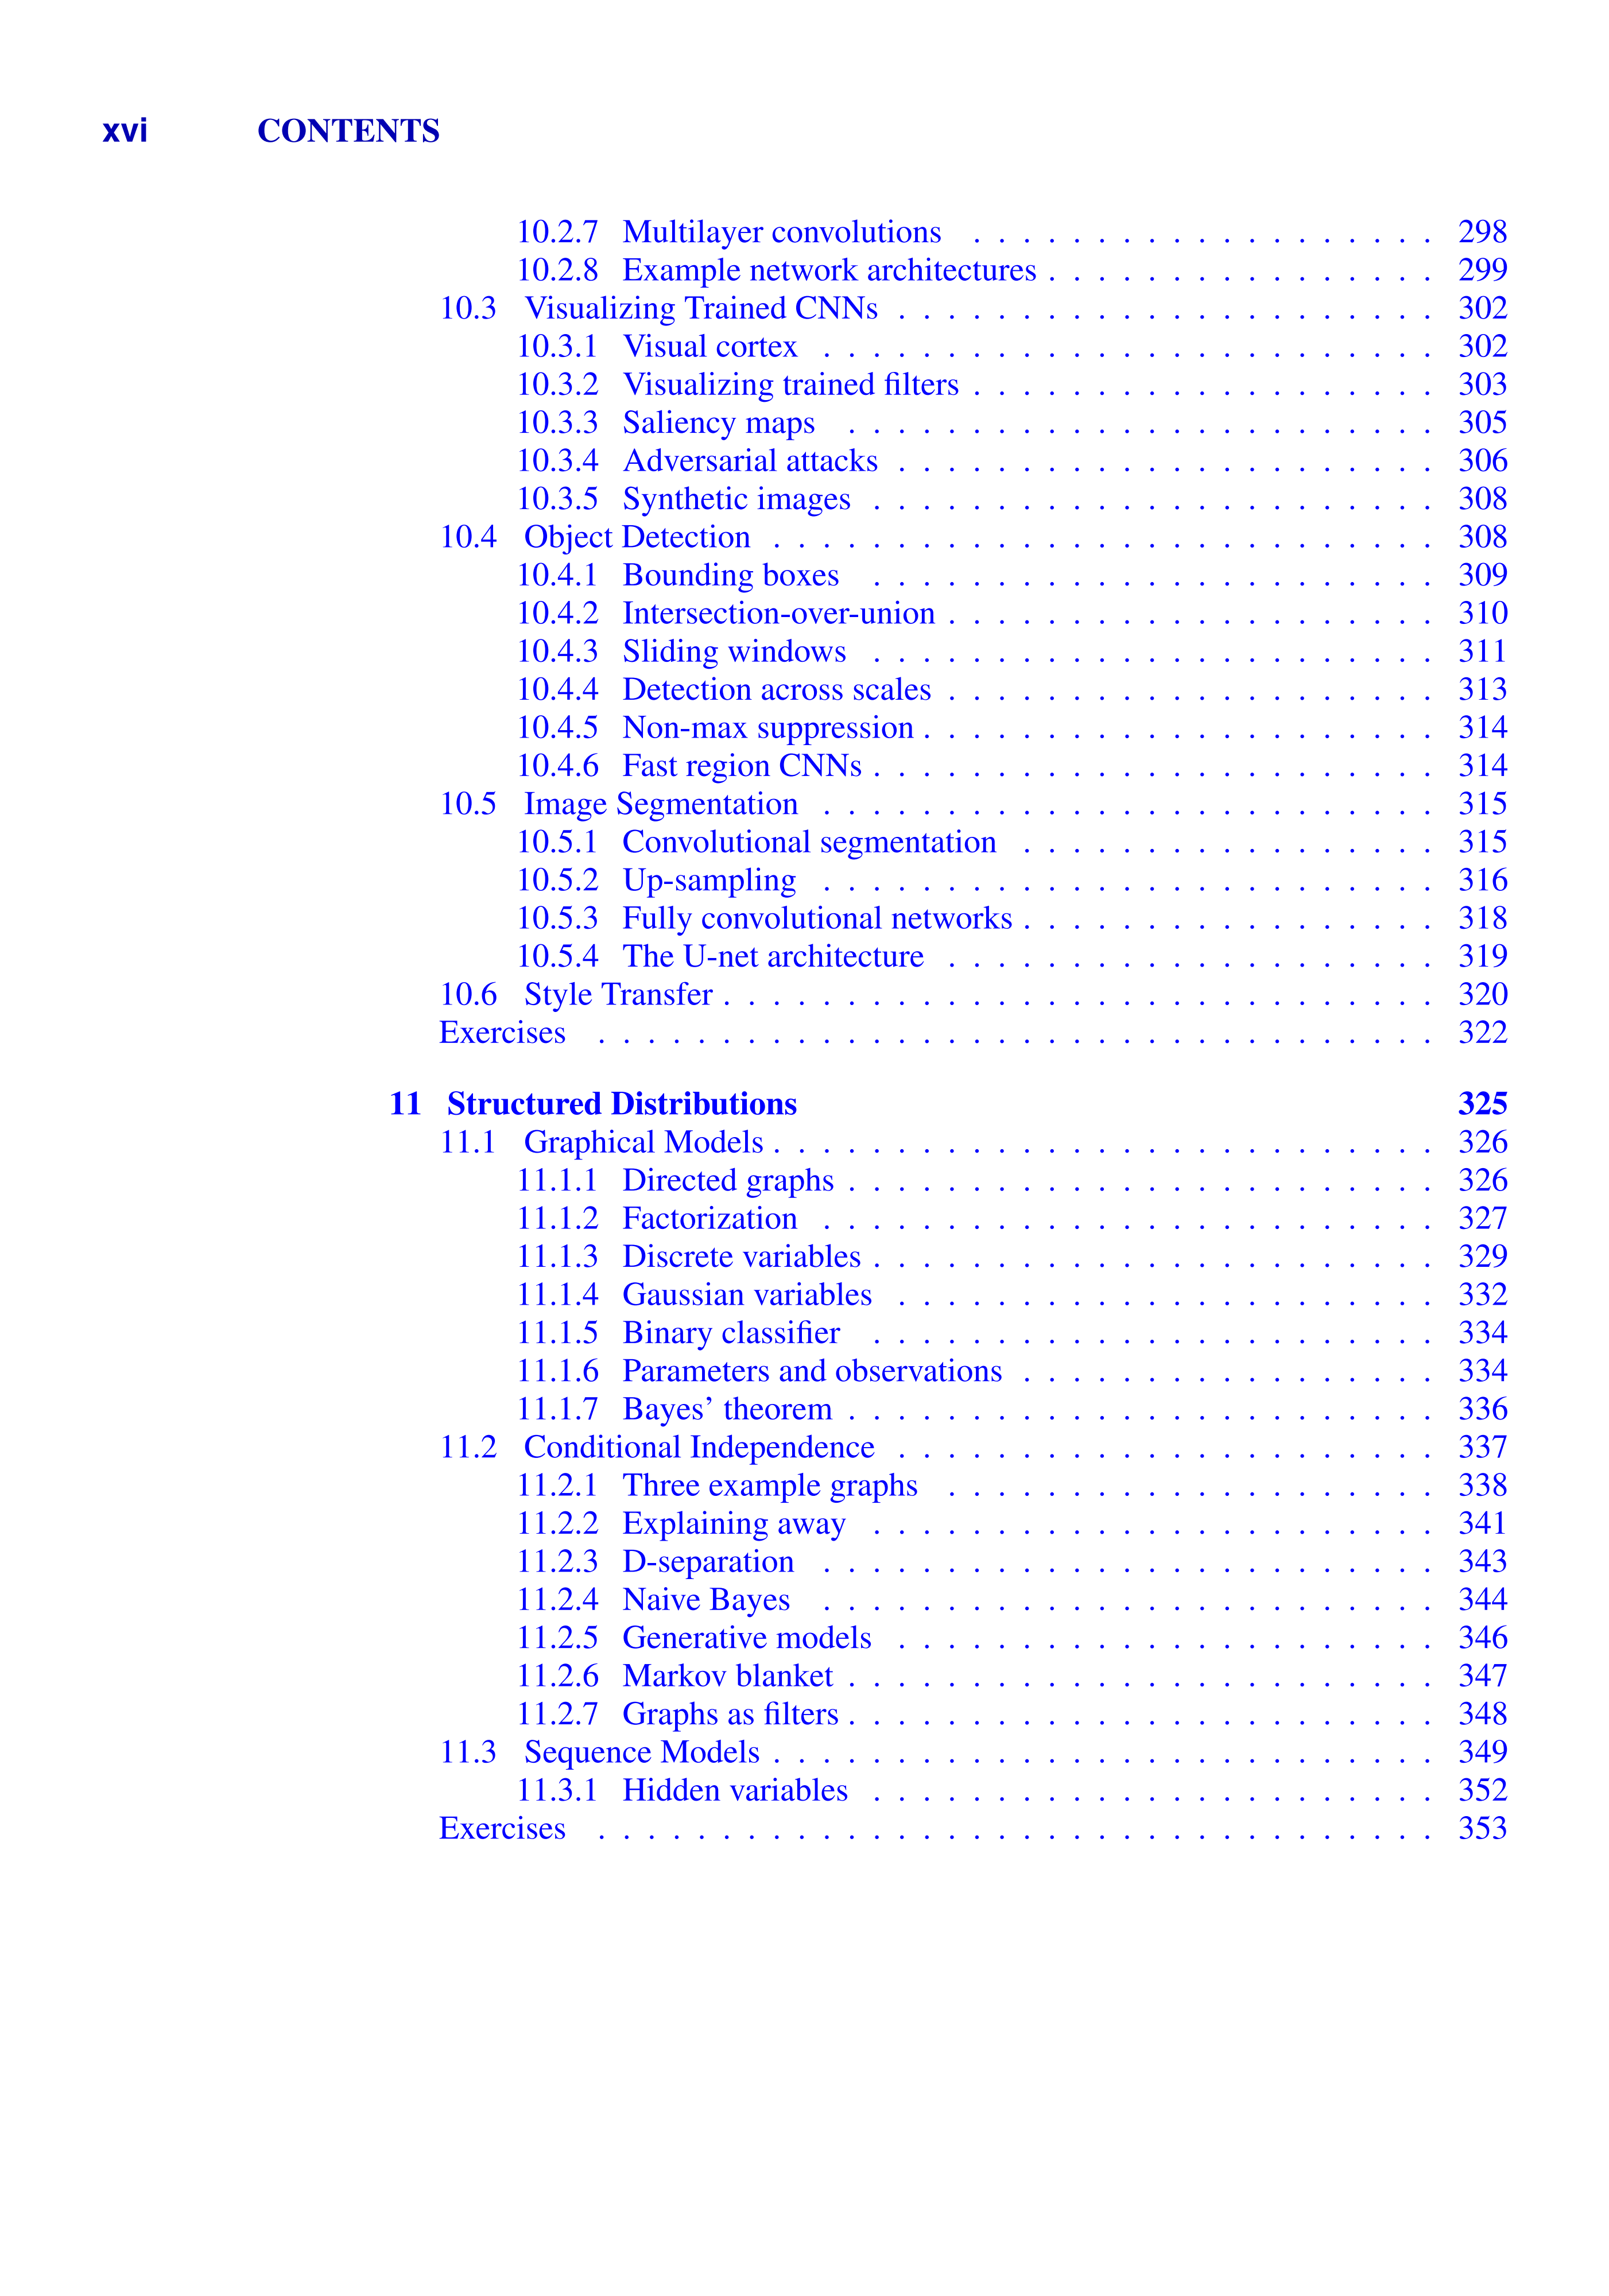 xvi CONTENTS
10.2.7 Multilayer convolutions . . . . . . . . . . . . . . . . . . . 298
10.2.8 Example network architectures . . . . . . . . . . . . . . . . 299
10.3 Visualizing Trained CNNs . . . . . . . . . . . . . . . . . . . . . . 302
10.3.1 Visual cortex . . . . . . . . . . . . . . . . . . . . . . . . . 302
10.3.2 Visualizing trained filters . . . . . . . . . . . . . . . . . . . 303
10.3.3 Saliency maps . . . . . . . . . . . . . . . . . . . . . . . . 305
10.3.4 Adversarial attacks . . . . . . . . . . . . . . . . . . . . . . 306
10.3.5 Synthetic images . . . . . . . . . . . . . . . . . . . . . . . 308
10.4 Object Detection . . . . . . . . . . . . . . . . . . . . . . . . . . . 308
10.4.1 Bounding boxes . . . . . . . . . . . . . . . . . . . . . . . 309
10.4.2 Intersection-over-union . . . . . . . . . . . . . . . . . . . . 310
10.4.3 Sliding windows . . . . . . . . . . . . . . . . . . . . . . . 311
10.4.4 Detection across scales . . . . . . . . . . . . . . . . . . . . 313
10.4.5 Non-max suppression . . . . . . . . . . . . . . . . . . . . . 314
10.4.6 Fast region CNNs . . . . . . . . . . . . . . . . . . . . . . . 314
10.5 Image Segmentation . . . . . . . . . . . . . . . . . . . . . . . . . 315
10.5.1 Convolutional segmentation . . . . . . . . . . . . . . . . . 315
10.5.2 Up-sampling . . . . . . . . . . . . . . . . . . . . . . . . . 316
10.5.3 Fully convolutional networks . . . . . . . . . . . . . . . . . 318
10.5.4 The U-net architecture . . . . . . . . . . . . . . . . . . . . 319
10.6 Style Transfer . . . . . . . . . . . . . . . . . . . . . . . . . . . . . 320
Exercises . . . . . . . . . . . . . . . . . . . . . . . . . . . . . . . . . . 322
11 Structured Distributions 325
11.1 Graphical Models . . . . . . . . . . . . . . . . . . . . . . . . . . . 326
11.1.1 Directed graphs . . . . . . . . . . . . . . . . . . . . . . . . 326
11.1.2 Factorization . . . . . . . . . . . . . . . . . . . . . . . . . 327
11.1.3 Discrete variables . . . . . . . . . . . . . . . . . . . . . . . 329
11.1.4 Gaussian variables . . . . . . . . . . . . . . . . . . . . . . 332
11.1.5 Binary classifier . . . . . . . . . . . . . . . . . . . . . . . 334
11.1.6 Parameters and observations . . . . . . . . . . . . . . . . . 334
11.1.7 Bayes’ theorem . . . . . . . . . . . . . . . . . . . . . . . . 336
11.2 Conditional Independence . . . . . . . . . . . . . . . . . . . . . . 337
11.2.1 Three example graphs . . . . . . . . . . . . . . . . . . . . 338
11.2.2 Explaining away . . . . . . . . . . . . . . . . . . . . . . . 341
11.2.3 D-separation . . . . . . . . . . . . . . . . . . . . . . . . . 343
11.2.4 Naive Bayes . . . . . . . . . . . . . . . . . . . . . . . . . 344
11.2.5 Generative models . . . . . . . . . . . . . . . . . . . . . . 346
11.2.6 Markov blanket . . . . . . . . . . . . . . . . . . . . . . . . 347
11.2.7 Graphs as filters . . . . . . . . . . . . . . . . . . . . . . . . 348
11.3 Sequence Models . . . . . . . . . . . . . . . . . . . . . . . . . . . 349
11.3.1 Hidden variables . . . . . . . . . . . . . . . . . . . . . . . 352
Exercises . . . . . . . . . . . . . . . . . . . . . . . . . . . . . . . . . . 353